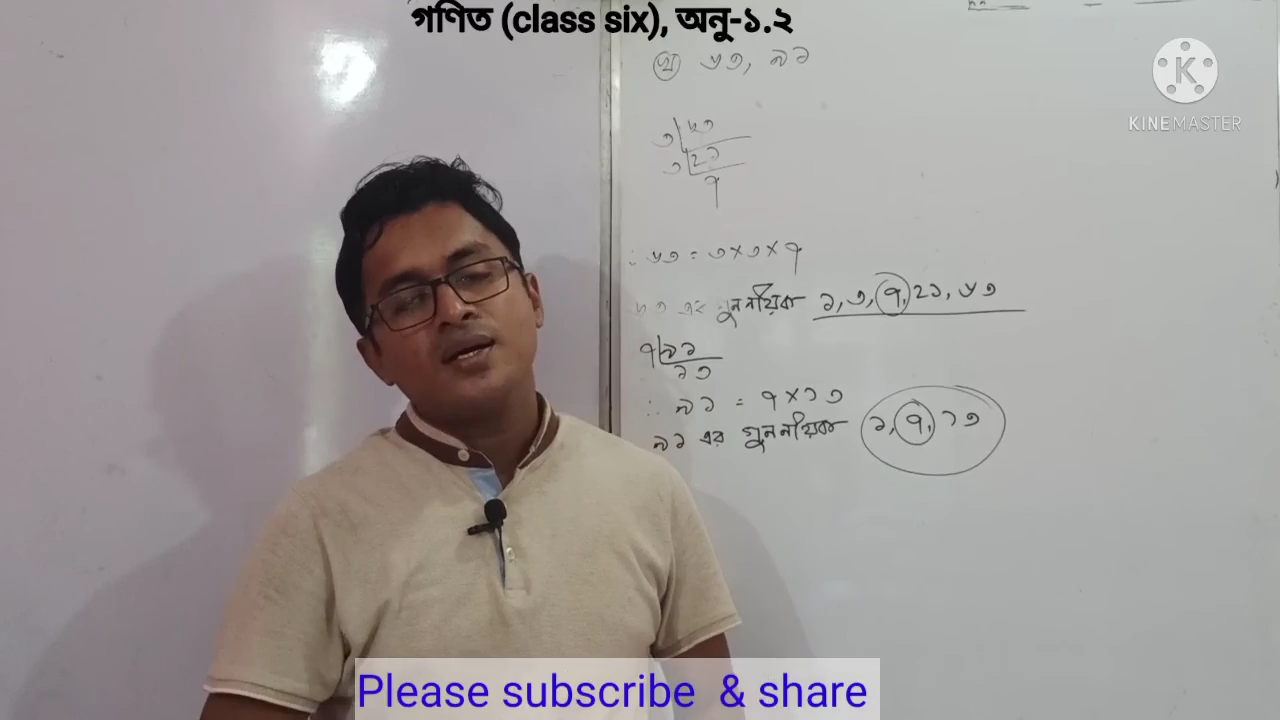 গণিত (class six), অনু-১.২
(খ) ৬৩, ৯১
KINEMASTER
৩ | ৬৩
৩ | ২১
৭
∴ ৬৩ = ৩ × ৩ × ৭
৬৩ এর গুননয়িক ১, ৩, ৭, ২১, ৬৩
৭ | ৯১
১৩
∴ ৯১ = ৭ × ১৩
৯১ এর গুননয়িক ১, ৭, ১৩
Please subscribe & share